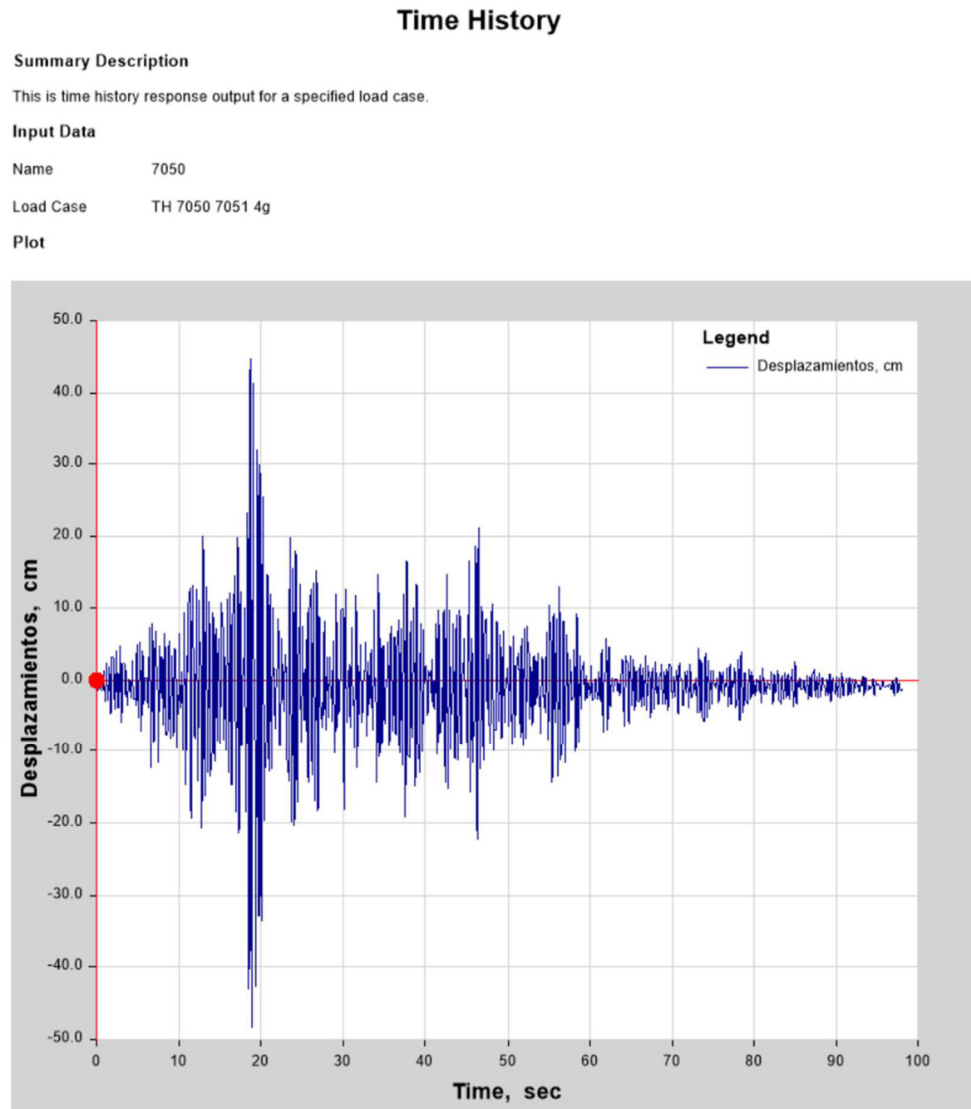 Time History
Summary Description
This is time history response output for a specified load case.
Input Data
Name 7050
Load Case TH 7050 7051 4g
Plot
Legend
Desplazamientos, cm
50.0
40.0
30.0
20.0
10.0
0.0
-10.0
-20.0
-30.0
-40.0
-50.0
Desplazamientos, cm
0 10 20 30 40 50 60 70 80 90 100
Time, sec